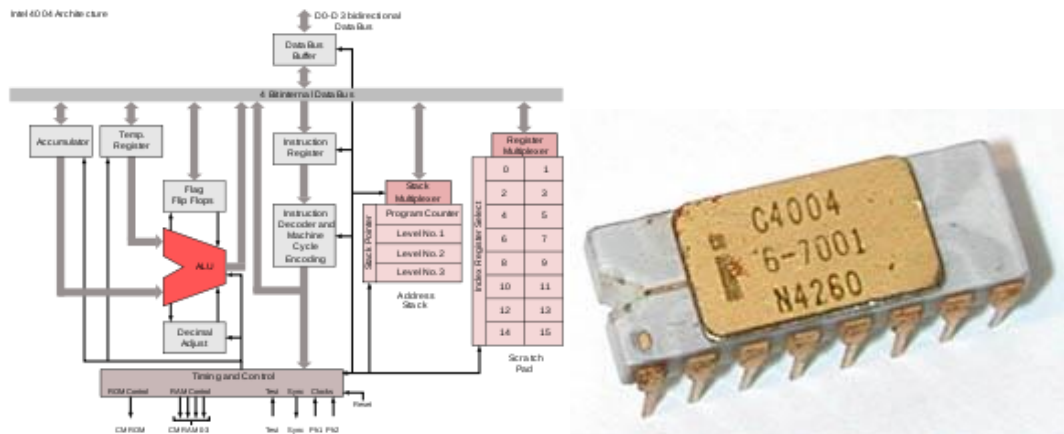 Intel 4004 Architecture
D0-D3 bidirectional
Data Bus
Data Bus
Buffer
4 Bit internal Data Bus
Accumulator
Temp.
Register
Flag
Flip Flops
ALU
Decimal
Adjust
Instruction
Register
Instruction
Decoder and
Machine
Cycle
Encoding
Stack
Multiplexer
Stack Pointer
Program Counter
Level No. 1
Level No. 2
Level No. 3
Address
Stack
Register
Multiplexer
Index Register Select
0 1
2 3
4 5
6 7
8 9
10 11
12 13
14 15
Scratch
Pad
Timing and Control
ROM Control RAM Control Test Sync Clocks
Reset
CM ROM CM RAM 0-3 Test Sync Ph1 Ph2
C4004
6-7001
N4260